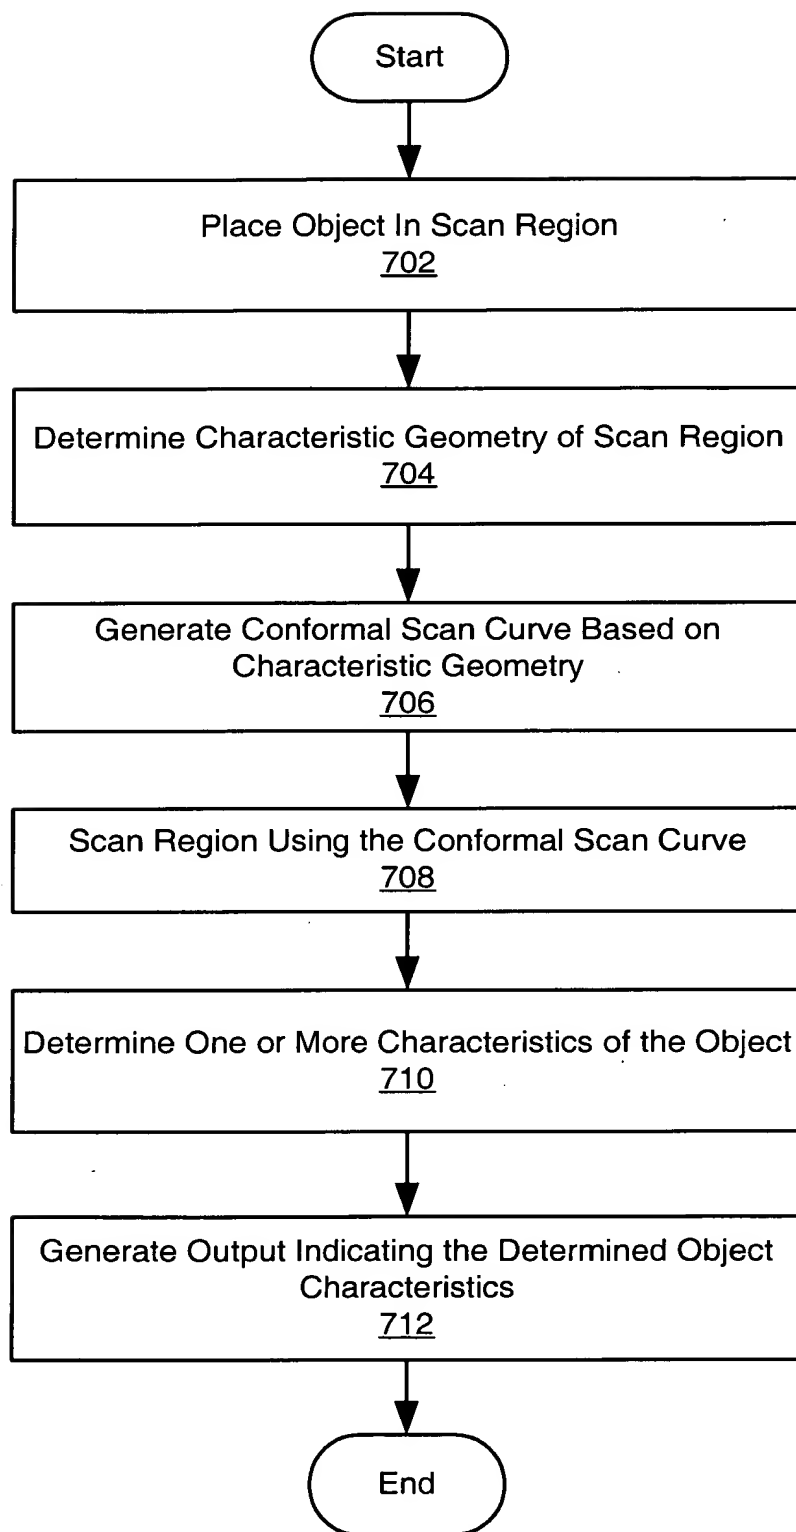 Start
Place Object In Scan Region
702
Determine Characteristic Geometry of Scan Region
704
Generate Conformal Scan Curve Based on
Characteristic Geometry
706
Scan Region Using the Conformal Scan Curve
708
Determine One or More Characteristics of the Object
710
Generate Output Indicating the Determined Object
Characteristics
712
End